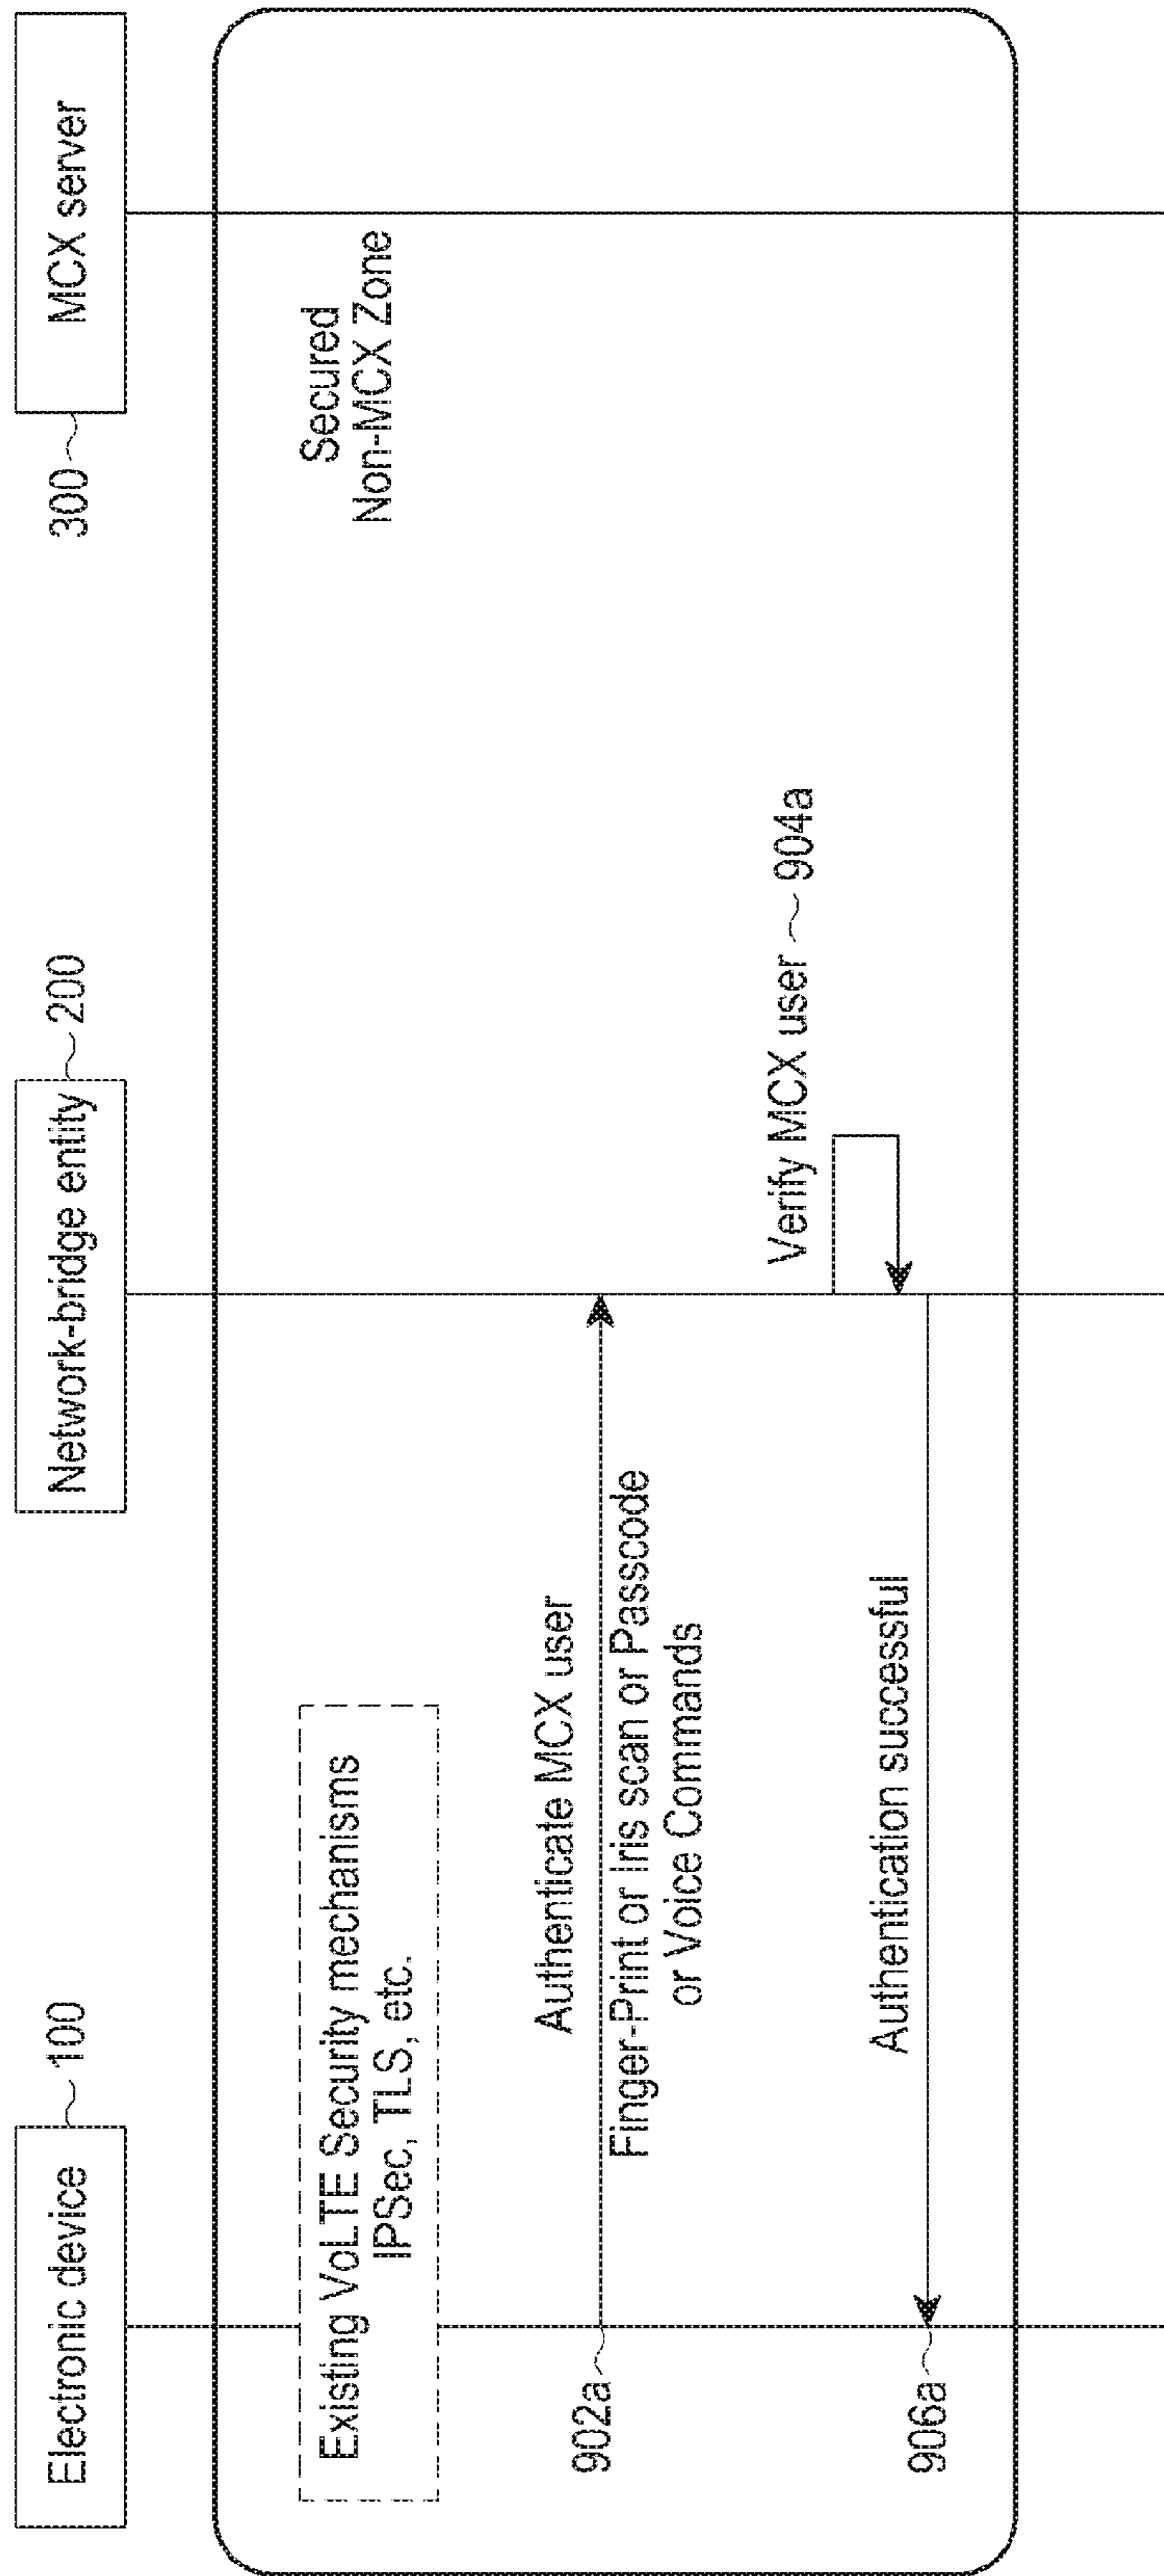 Electronic device ~ 100
Network-bridge entity ~ 200
300 ~ MCX server
Secured
Non-MCX Zone
Existing VoLTE Security mechanisms
IPSec, TLS, etc.
Authenticate MCX user
902a
Finger-Print or Iris scan or Passcode
or Voice Commands
Verify MCX user ~ 904a
Authentication successful
906a